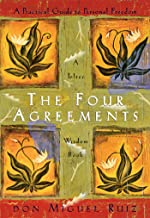 A Practical Guide to Personal Freedom
A
Toltec
THE FOUR
AGREEMENTS
Wisdom
Book
DON MIGUEL RUIZ